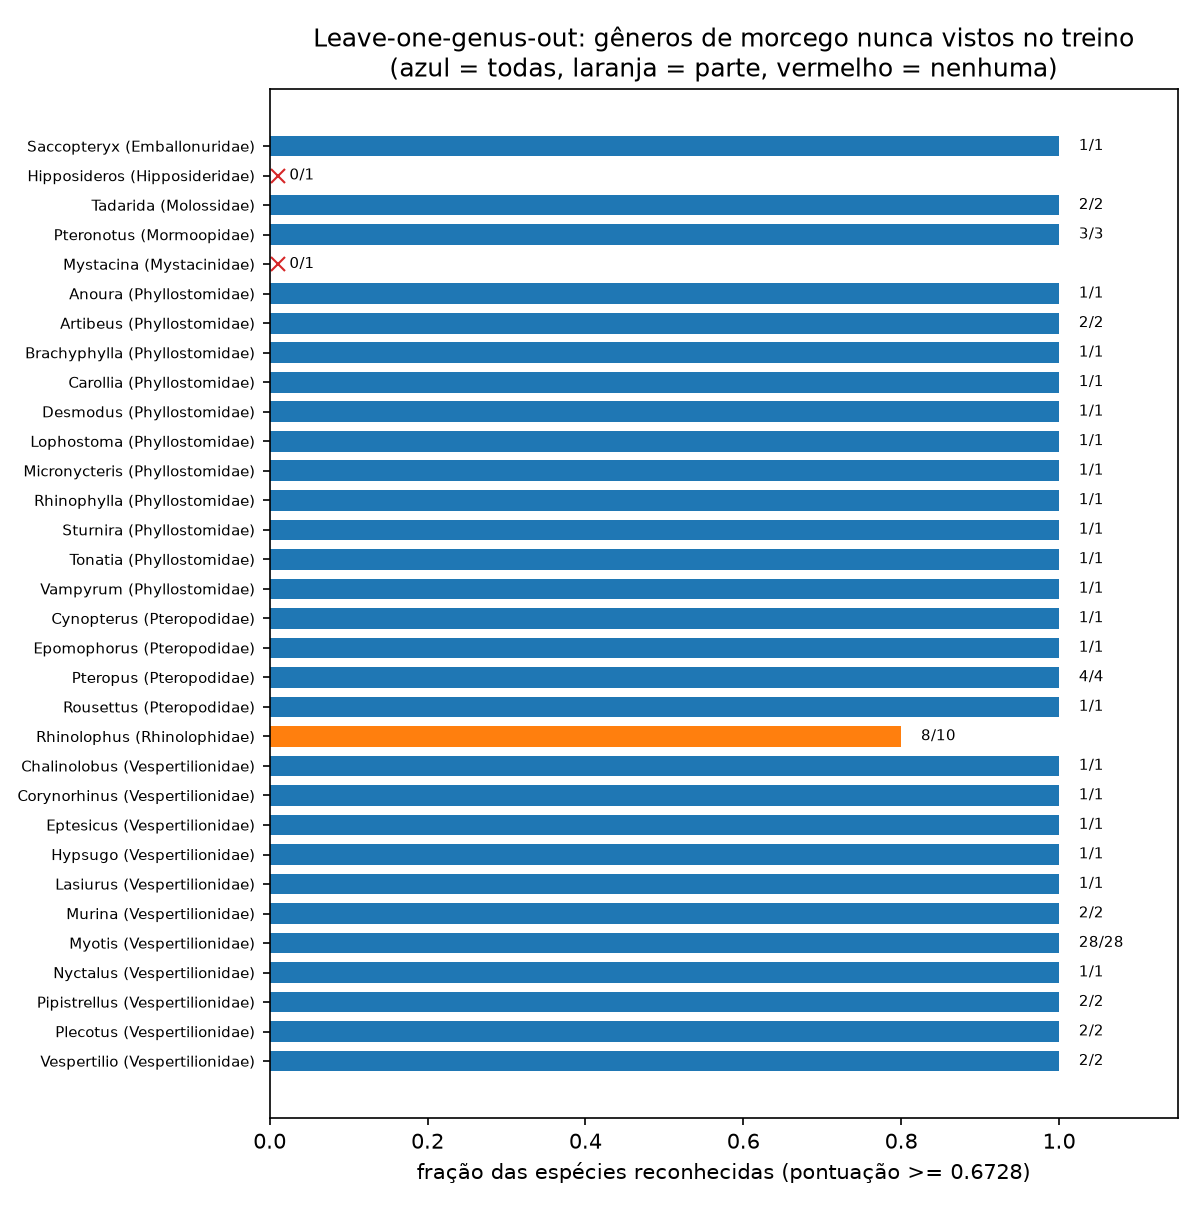 Leave-one-genus-out: gêneros de morcego nunca vistos no treino
(azul = todas, laranja = parte, vermelho = nenhuma)
Saccopteryx (Emballonuridae) 1/1
Hipposideros (Hipposideridae) 0/1
Tadarida (Molossidae) 2/2
Pteronotus (Mormoopidae) 3/3
Mystacina (Mystacinidae) 0/1
Anoura (Phyllostomidae) 1/1
Artibeus (Phyllostomidae) 2/2
Brachyphylla (Phyllostomidae) 1/1
Carollia (Phyllostomidae) 1/1
Desmodus (Phyllostomidae) 1/1
Lophostoma (Phyllostomidae) 1/1
Micronycteris (Phyllostomidae) 1/1
Rhinophylla (Phyllostomidae) 1/1
Sturnira (Phyllostomidae) 1/1
Tonatia (Phyllostomidae) 1/1
Vampyrum (Phyllostomidae) 1/1
Cynopterus (Pteropodidae) 1/1
Epomophorus (Pteropodidae) 1/1
Pteropus (Pteropodidae) 4/4
Rousettus (Pteropodidae) 1/1
Rhinolophus (Rhinolophidae) 8/10
Chalinolobus (Vespertilionidae) 1/1
Corynorhinus (Vespertilionidae) 1/1
Eptesicus (Vespertilionidae) 1/1
Hypsugo (Vespertilionidae) 1/1
Lasiurus (Vespertilionidae) 1/1
Murina (Vespertilionidae) 2/2
Myotis (Vespertilionidae) 28/28
Nyctalus (Vespertilionidae) 1/1
Pipistrellus (Vespertilionidae) 2/2
Plecotus (Vespertilionidae) 2/2
Vespertilio (Vespertilionidae) 2/2
0.0 0.2 0.4 0.6 0.8 1.0
fração das espécies reconhecidas (pontuação >= 0.6728)